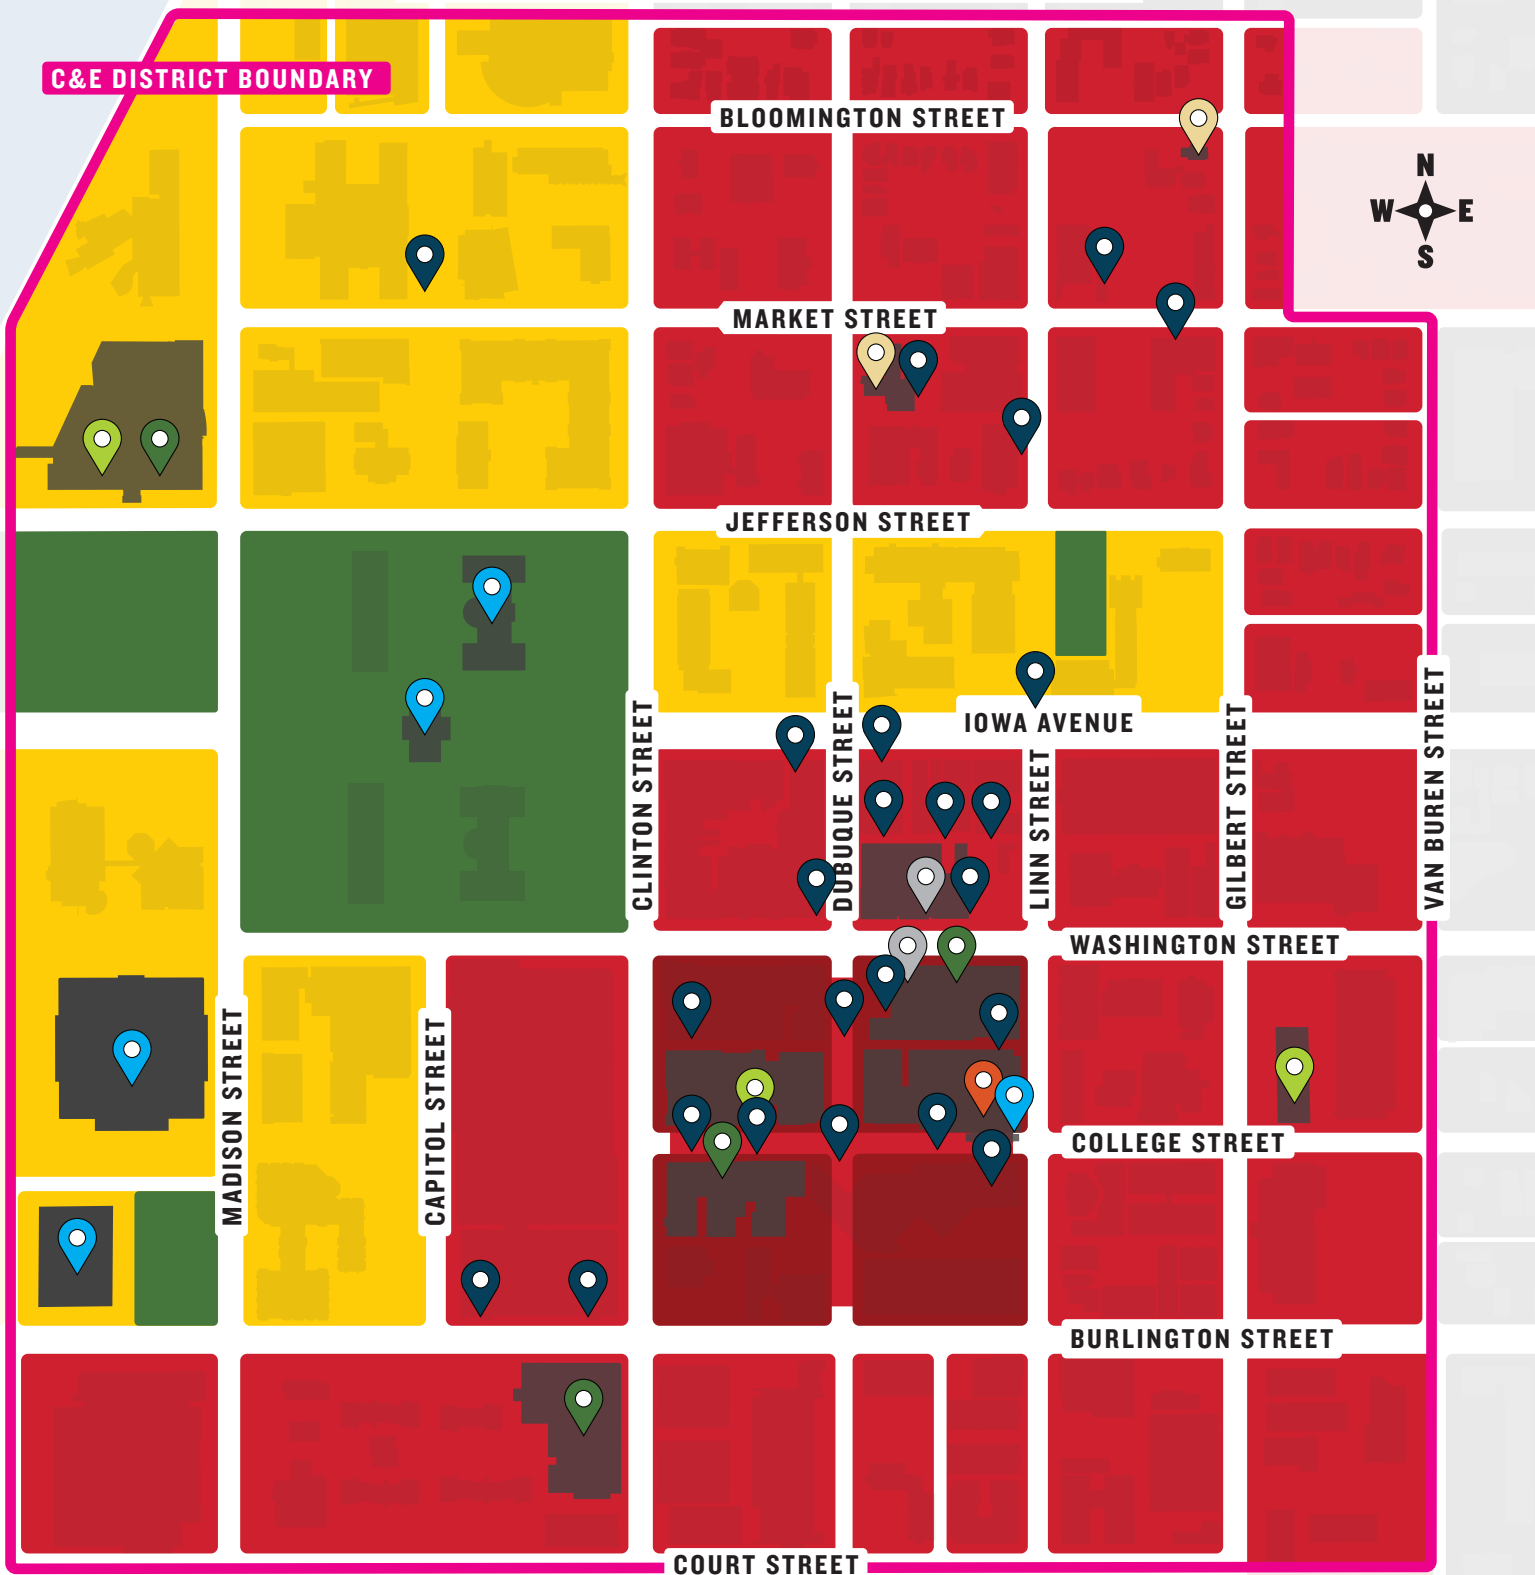 C&E DISTRICT BOUNDARY
BLOOMINGTON STREET
N
W E
S
MARKET STREET
JEFFERSON STREET
IOWA AVENUE
CLINTON STREET
DUBUQUE STREET
LINN STREET
GILBERT STREET
VAN BUREN STREET
WASHINGTON STREET
MADISON STREET
CAPITOL STREET
COLLEGE STREET
BURLINGTON STREET
COURT STREET